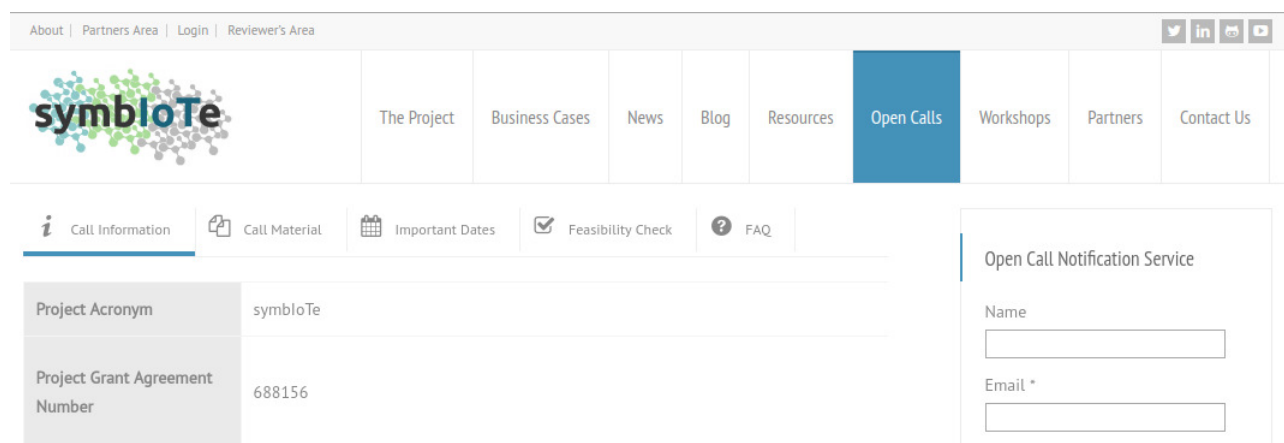 About | Partners Area | Login | Reviewer's Area
symbIoTe
The Project Business Cases News Blog Resources Open Calls Workshops Partners Contact Us
Call Information Call Material Important Dates Feasibility Check FAQ
Open Call Notification Service
Project Acronym symbIoTe
Name
Project Grant Agreement
Number
688156
Email *